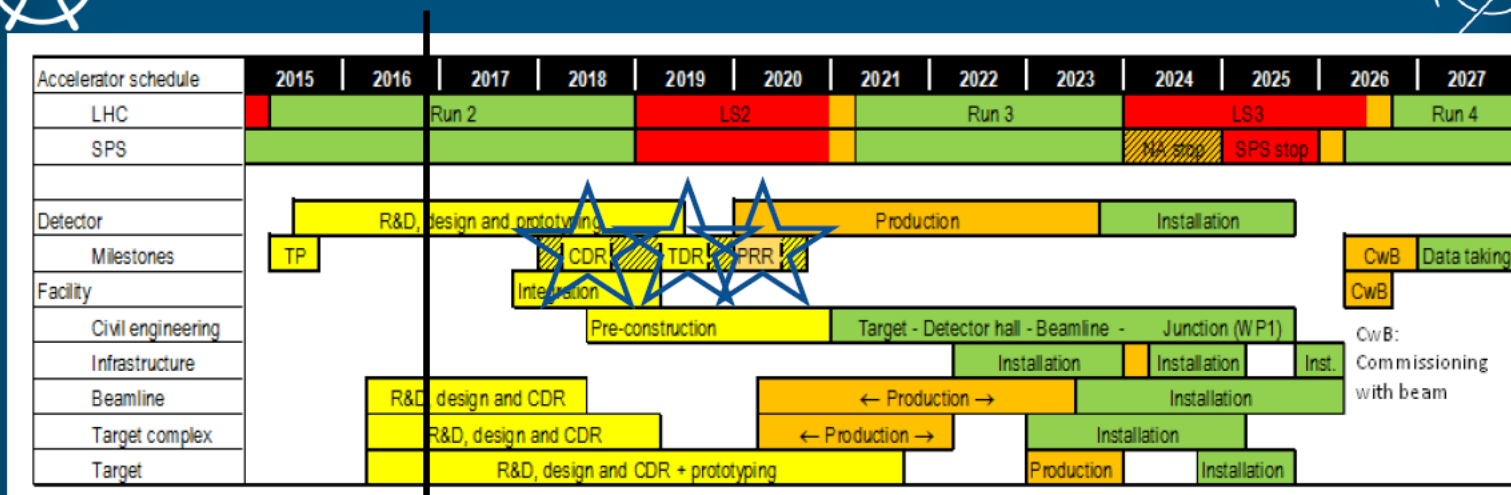 Accelerator schedule 2015 2016 2017 2018 2019 2020 2021 2022 2023 2024 2025 2026 2027
LHC Run 2 LS2 Run 3 LS3 Run 4
SPS NA stop SPS stop
Detector R&D, design and prototyping Production Installation
Milestones TP CDR TDR PRR CwB Data taking
Facility Integration CwB
Civil engineering Pre-construction Target - Detector hall - Beamline - Junction (WP1)
Infrastructure Installation Installation Inst.
Beamline R&D, design and CDR ← Production → Installation
Target complex R&D, design and CDR ← Production → Installation
Target R&D, design and CDR + prototyping Production Installation
CwB:
Commissioning
with beam